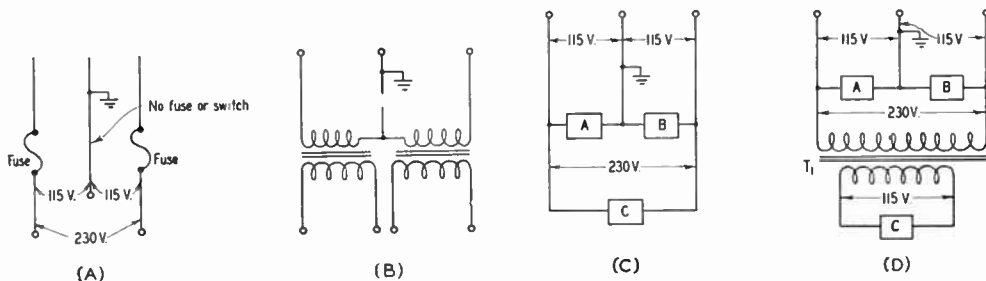 No fuse or switch
Fuse
Fuse
115 V.
115 V.
230 V.
(A)
(B)
115 V.
115 V.
A
B
230 V.
C
(C)
115 V.
115 V
A
B
230 V.
T1
115 V.
C
(D)